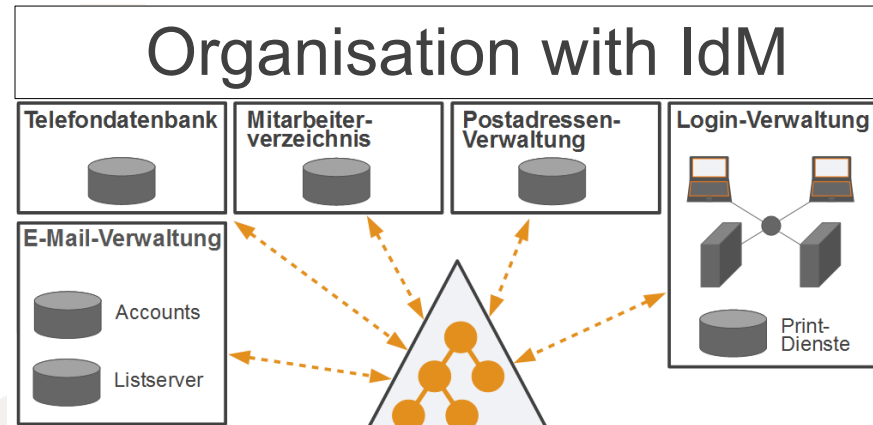 Organisation with IdM
Telefondatenbank
Mitarbeiter-
verzeichnis
Postadressen-
Verwaltung
Login-Verwaltung
E-Mail-Verwaltung
Accounts
Listserver
Print-
Dienste